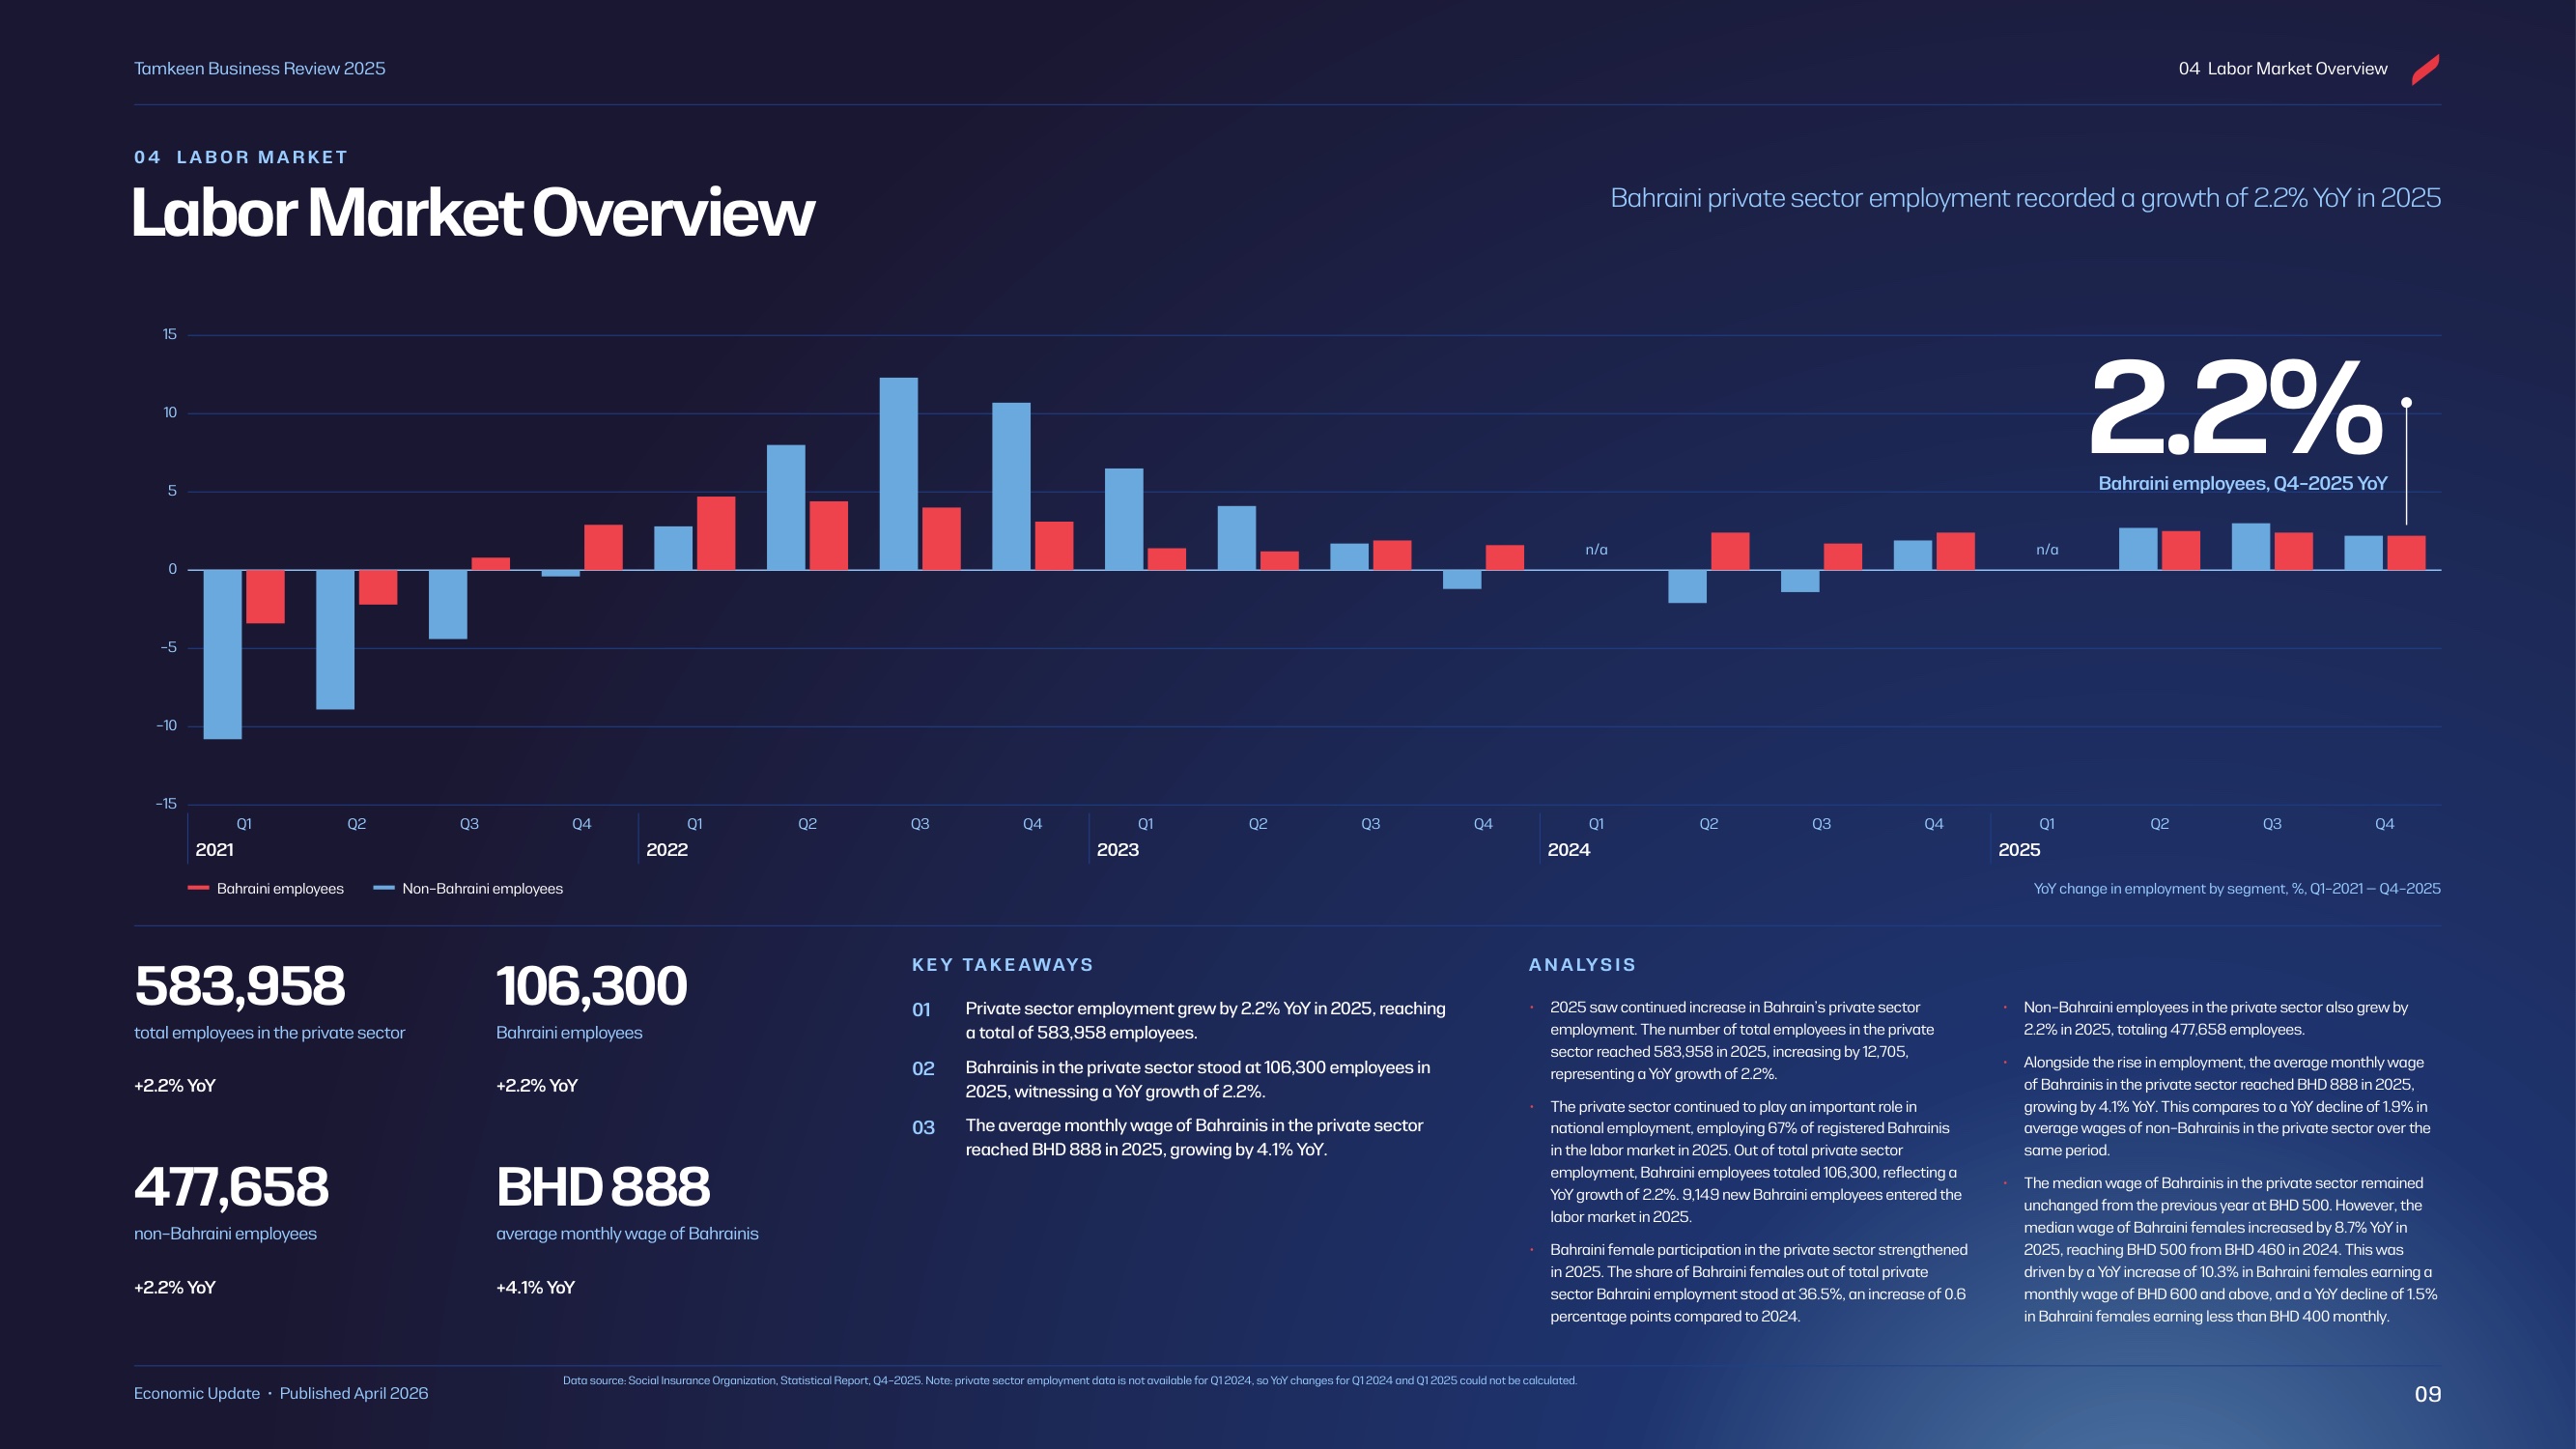 Tamkeen Business Review 2025
04 Labor Market Overview
04 LABOR MARKET
Labor Market Overview
Bahraini private sector employment recorded a growth of 2.2% YoY in 2025
15
10
5
0
-5
-10
-15
2.2%
Bahraini employees, Q4-2025 YoY
n/a
n/a
Q1 Q2 Q3 Q4 Q1 Q2 Q3 Q4 Q1 Q2 Q3 Q4 Q1 Q2 Q3 Q4 Q1 Q2 Q3 Q4
2021 2022 2023 2024 2025
Bahraini employees
Non-Bahraini employees
YoY change in employment by segment, %, Q1-2021 — Q4-2025
583,958
total employees in the private sector
+2.2% YoY
106,300
Bahraini employees
+2.2% YoY
477,658
non-Bahraini employees
+2.2% YoY
BHD 888
average monthly wage of Bahrainis
+4.1% YoY
KEY TAKEAWAYS
01 Private sector employment grew by 2.2% YoY in 2025, reaching
a total of 583,958 employees.
02 Bahrainis in the private sector stood at 106,300 employees in
2025, witnessing a YoY growth of 2.2%.
03 The average monthly wage of Bahrainis in the private sector
reached BHD 888 in 2025, growing by 4.1% YoY.
ANALYSIS
• 2025 saw continued increase in Bahrain's private sector
employment. The number of total employees in the private
sector reached 583,958 in 2025, increasing by 12,705,
representing a YoY growth of 2.2%.
• The private sector continued to play an important role in
national employment, employing 67% of registered Bahrainis
in the labor market in 2025. Out of total private sector
employment, Bahraini employees totaled 106,300, reflecting a
YoY growth of 2.2%. 9,149 new Bahraini employees entered the
labor market in 2025.
• Bahraini female participation in the private sector strengthened
in 2025. The share of Bahraini females out of total private
sector Bahraini employment stood at 36.5%, an increase of 0.6
percentage points compared to 2024.
• Non-Bahraini employees in the private sector also grew by
2.2% in 2025, totaling 477,658 employees.
• Alongside the rise in employment, the average monthly wage
of Bahrainis in the private sector reached BHD 888 in 2025,
growing by 4.1% YoY. This compares to a YoY decline of 1.9% in
average wages of non-Bahrainis in the private sector over the
same period.
• The median wage of Bahrainis in the private sector remained
unchanged from the previous year at BHD 500. However, the
median wage of Bahraini females increased by 8.7% YoY in
2025, reaching BHD 500 from BHD 460 in 2024. This was
driven by a YoY increase of 10.3% in Bahraini females earning a
monthly wage of BHD 600 and above, and a YoY decline of 1.5%
in Bahraini females earning less than BHD 400 monthly.
Data source: Social Insurance Organization, Statistical Report, Q4-2025. Note: private sector employment data is not available for Q1 2024, so YoY changes for Q1 2024 and Q1 2025 could not be calculated.
Economic Update • Published April 2026
09